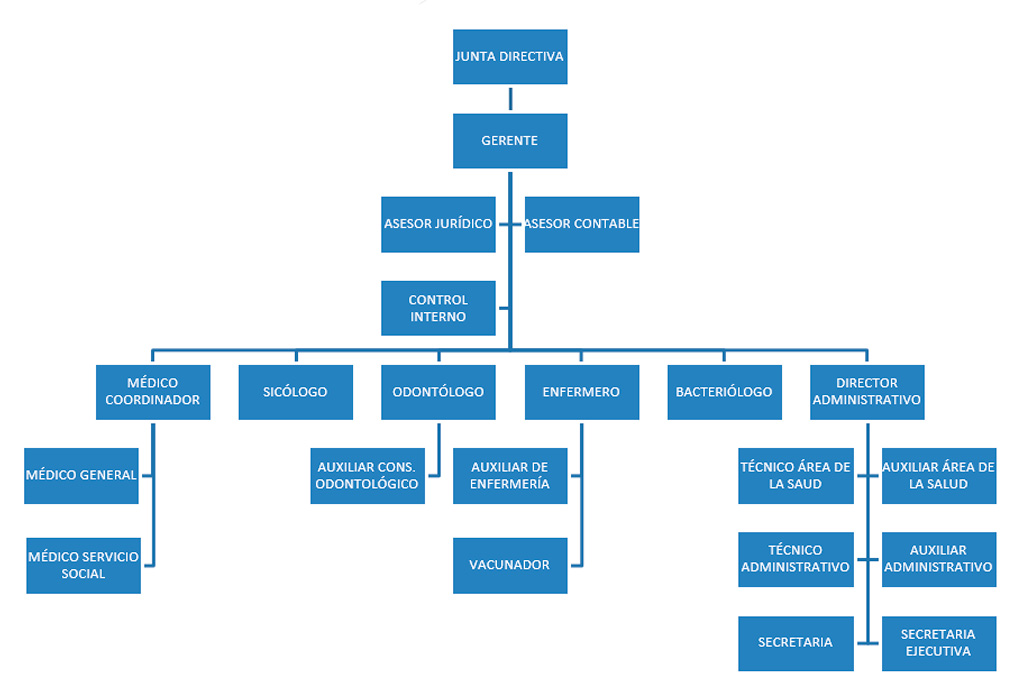 JUNTA DIRECTIVA
GERENTE
ASESOR JURÍDICO
ASESOR CONTABLE
CONTROL
INTERNO
MÉDICO
COORDINADOR
SICÓLOGO
ODONTÓLOGO
ENFERMERO
BACTERIÓLOGO
DIRECTOR
ADMINISTRATIVO
MÉDICO GENERAL
AUXILIAR CONS.
ODONTOLÓGICO
AUXILIAR DE
ENFERMERÍA
TÉCNICO ÁREA DE
LA SAUD
AUXILIAR ÁREA DE
LA SALUD
MÉDICO SERVICIO
SOCIAL
VACUNADOR
TÉCNICO
ADMINISTRATIVO
AUXILIAR
ADMINISTRATIVO
SECRETARIA
SECRETARIA
EJECUTIVA